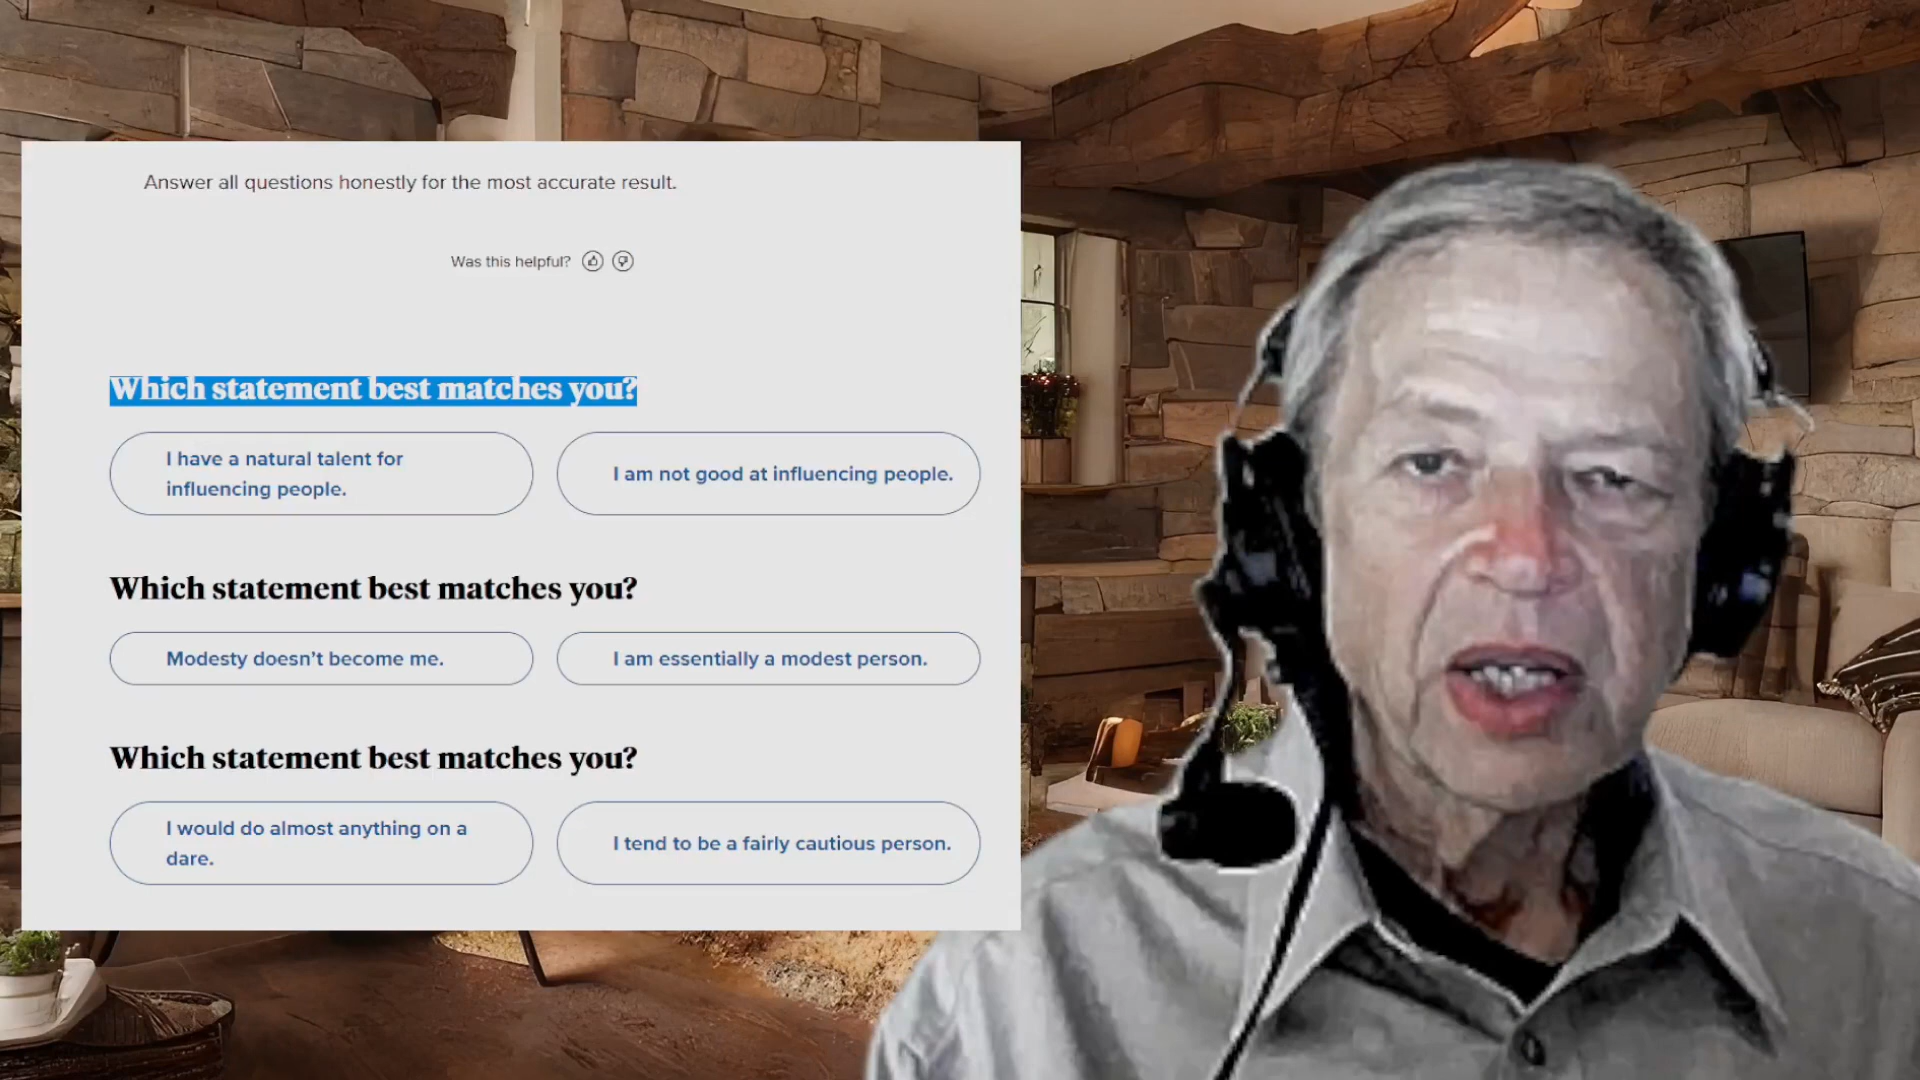 Answer all questions honestly for the most accurate result.
Was this helpful?
Which statement best matches you?
I have a natural talent for
influencing people.
I am not good at influencing people.
Which statement best matches you?
Modesty doesn’t become me.
I am essentially a modest person.
Which statement best matches you?
I would do almost anything on a
dare.
I tend to be a fairly cautious person.